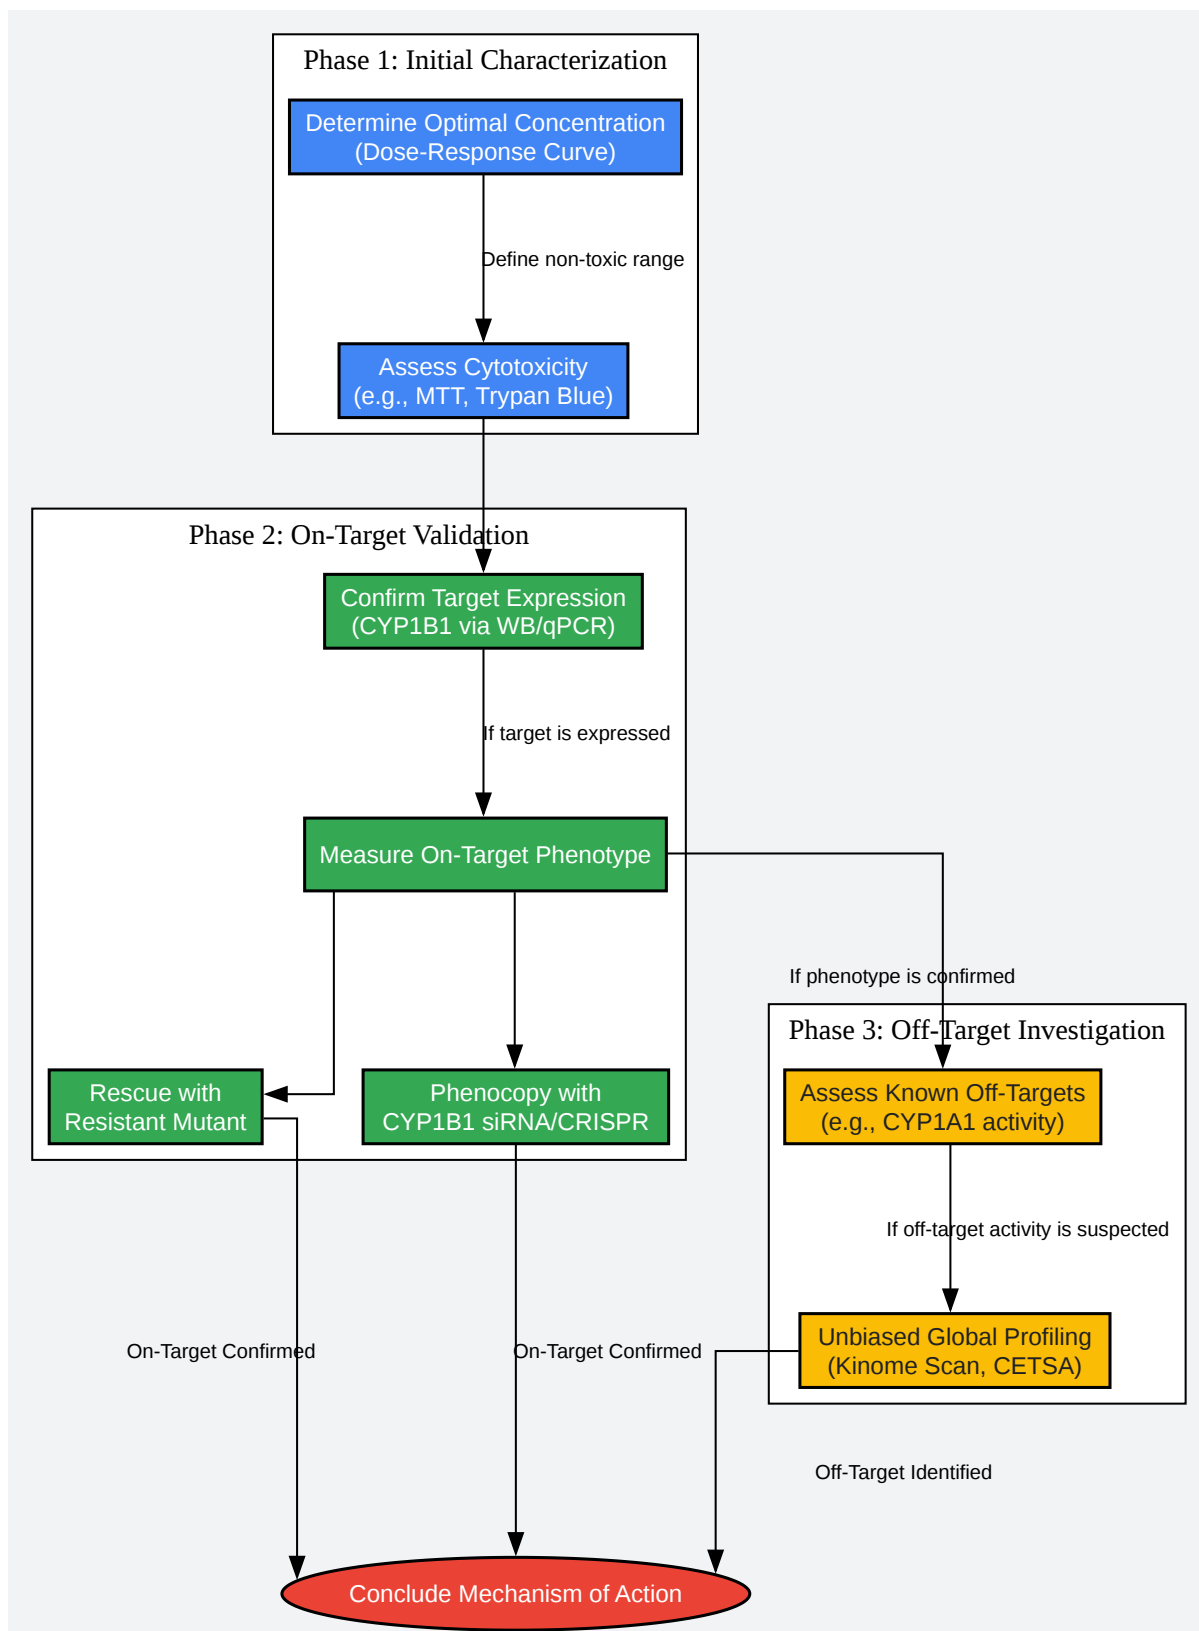 Phase 1: Initial Characterization
Determine Optimal Concentration
(Dose-Response Curve)
Define non-toxic range
Assess Cytotoxicity
(e.g., MTT, Trypan Blue)
Phase 2: On-Target Validation
Confirm Target Expression
(CYP1B1 via WB/qPCR)
If target is expressed
Measure On-Target Phenotype
If phenotype is confirmed
Phase 3: Off-Target Investigation
Rescue with
Resistant Mutant
Phenocopy with
CYP1B1 siRNA/CRISPR
Assess Known Off-Targets
(e.g., CYP1A1 activity)
If off-target activity is suspected
Unbiased Global Profiling
(Kinome Scan, CETSA)
On-Target Confirmed
On-Target Confirmed
Off-Target Identified
Conclude Mechanism of Action